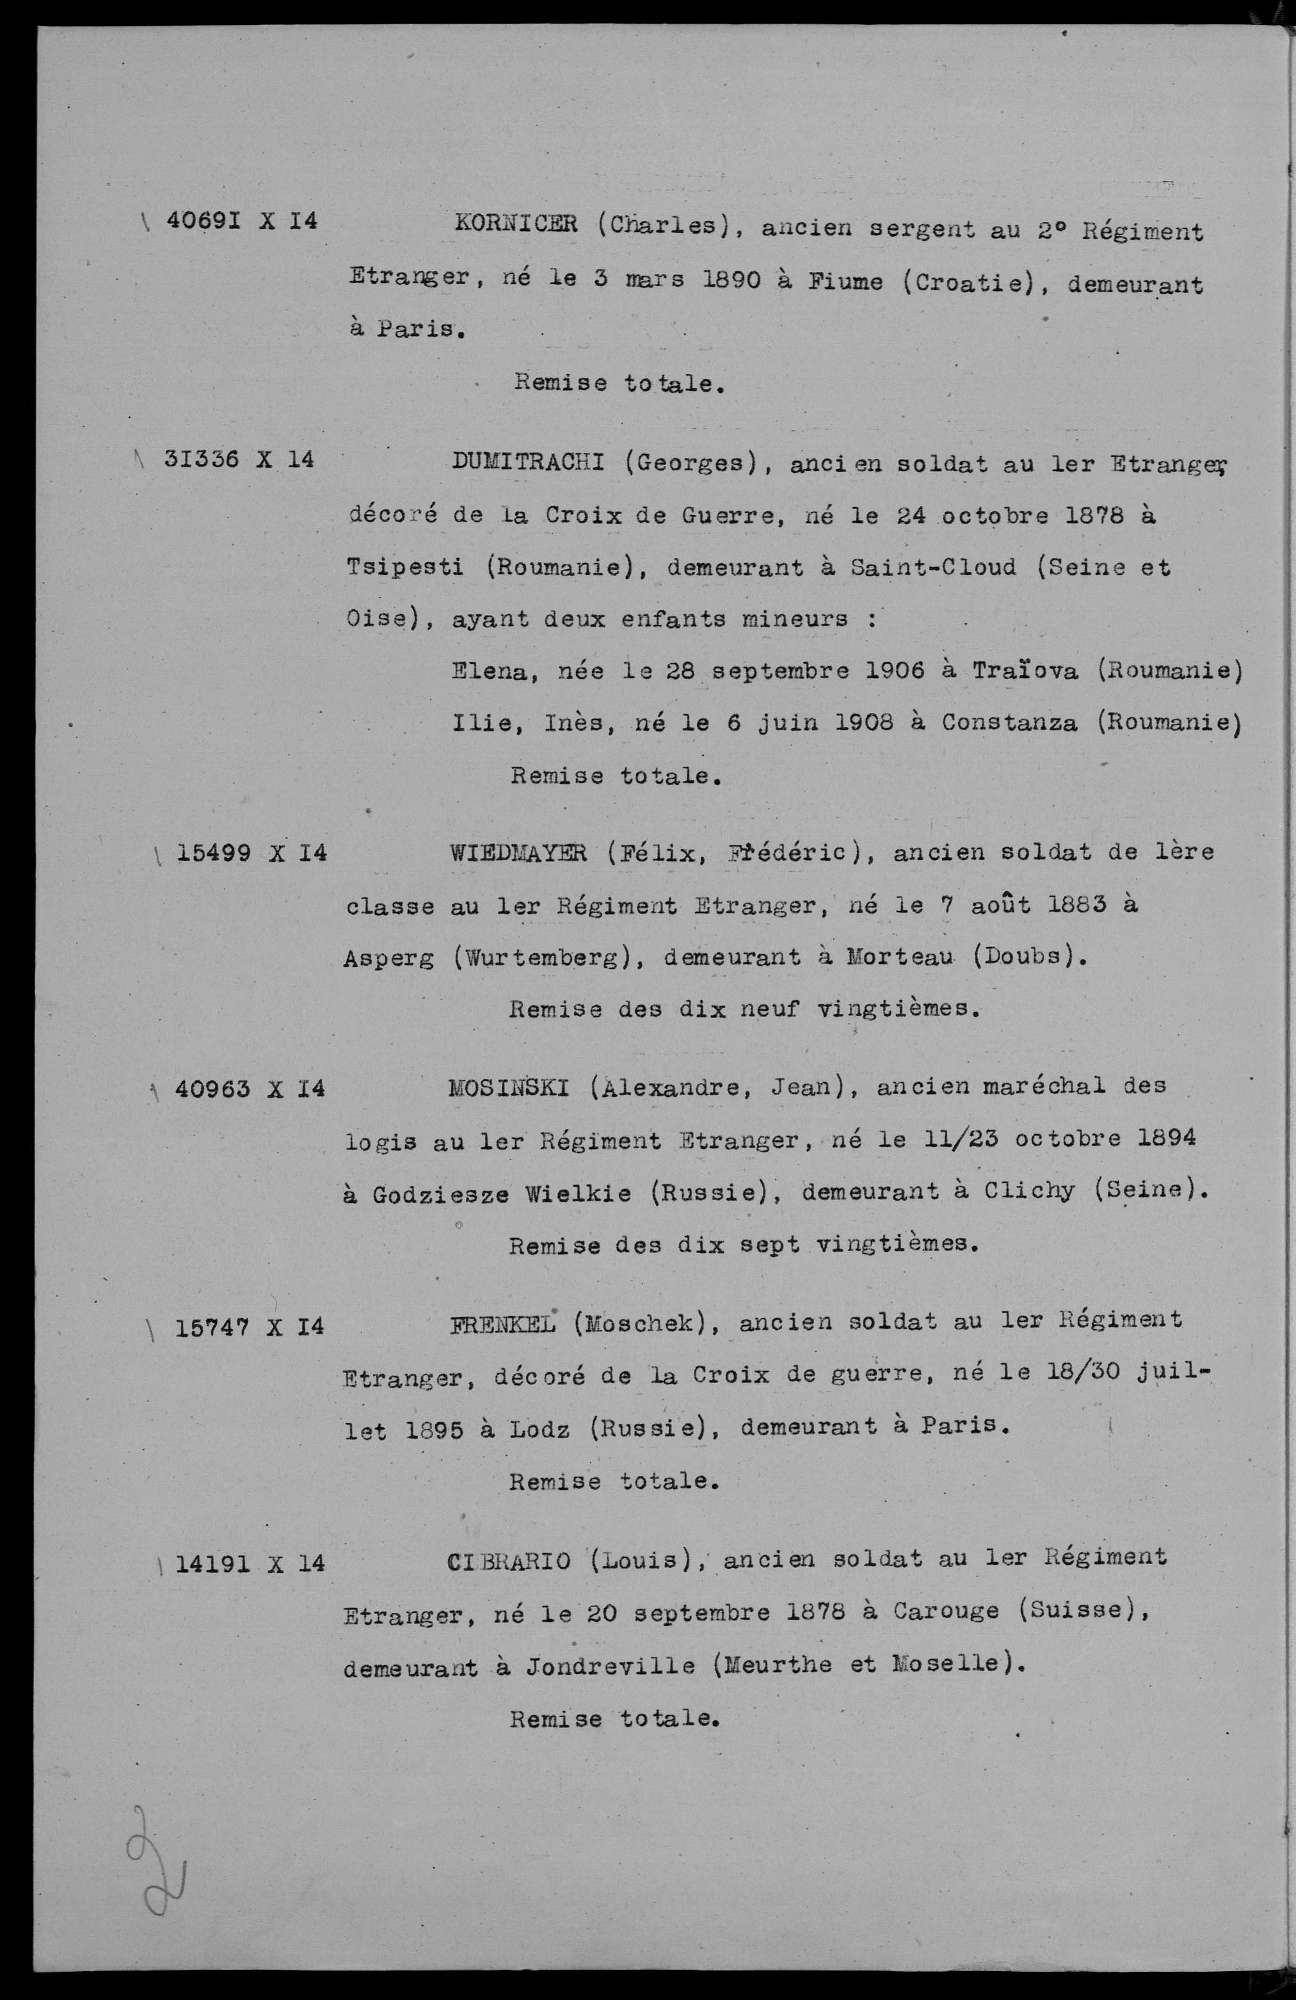 40691 X 14 KORNICER (Charles), ancien sergent au 2° Régiment
Etranger, né le 3 mars 1890 à Fiume (Croatie), demeurant
à Paris.
Remise totale.
31336 X 14 DUMITRACHI (Georges), ancien soldat au 1er Etranger,
décoré de la Croix de Guerre, né le 24 octobre 1878 à
Tsipesti (Roumanie), demeurant à Saint-Cloud (Seine et
Oise), ayant deux enfants mineurs :
Elena, née le 28 septembre 1906 à Traïova (Roumanie)
Ilie, Inès, né le 6 juin 1908 à Constanza (Roumanie)
Remise totale.
15499 X 14 WIEDMAYER (Félix, Frédéric), ancien soldat de 1ère
classe au 1er Régiment Etranger, né le 7 août 1883 à
Asperg (Wurtemberg), demeurant à Morteau (Doubs).
Remise des dix neuf vingtièmes.
40963 X 14 MOSINSKI (Alexandre, Jean), ancien maréchal des
logis au 1er Régiment Etranger, né le 11/23 octobre 1894
à Godziesze Wielkie (Russie), demeurant à Clichy (Seine).
Remise des dix sept vingtièmes.
15747 X 14 FRENKEL (Moschek), ancien soldat au 1er Régiment
Etranger, décoré de la Croix de guerre, né le 18/30 juil-
let 1895 à Lodz (Russie), demeurant à Paris.
Remise totale.
14191 X 14 CIBRARIO (Louis), ancien soldat au 1er Régiment
Etranger, né le 20 septembre 1878 à Carouge (Suisse),
demeurant à Jondreville (Meurthe et Moselle).
Remise totale.